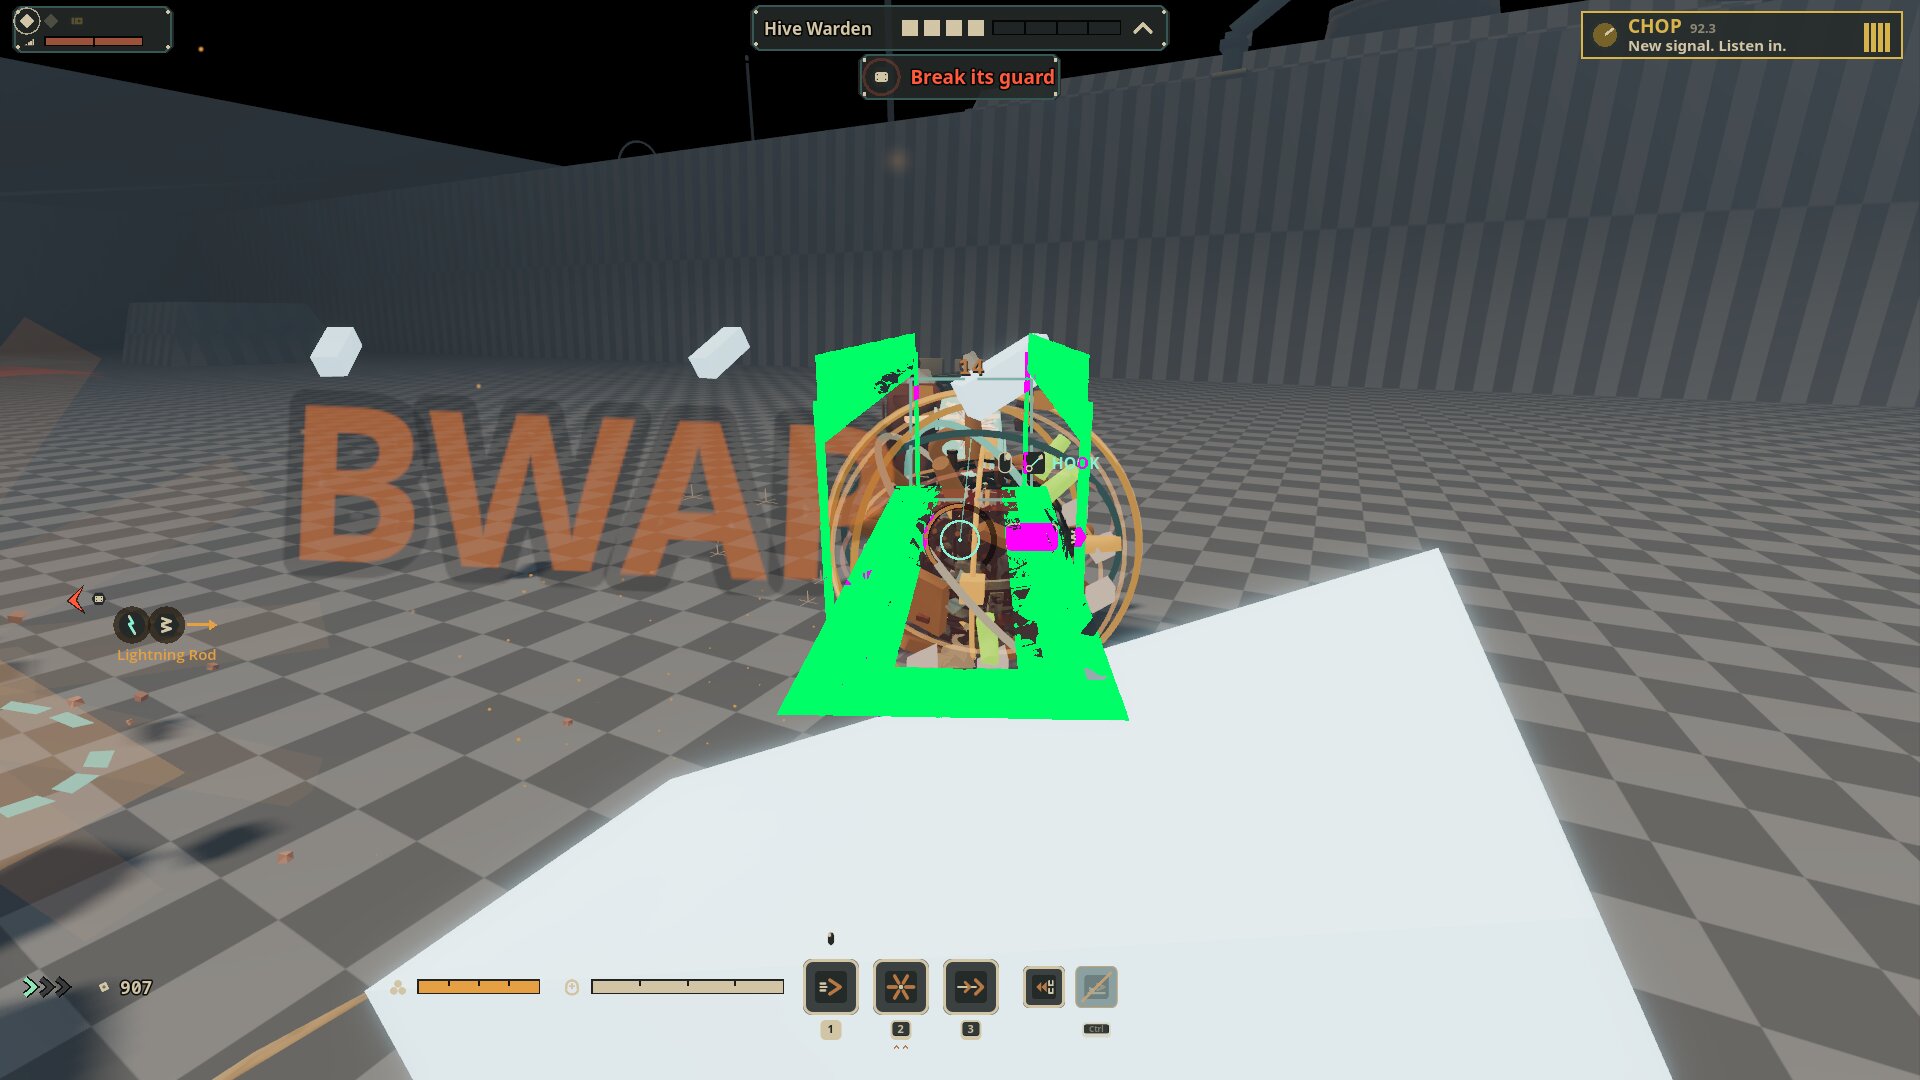 Hive Warden
Break its guard
CHOP 92.3
New signal. Listen in.
14
BWA
HOOK
Lightning Rod
907
1
2
3
Ctrl